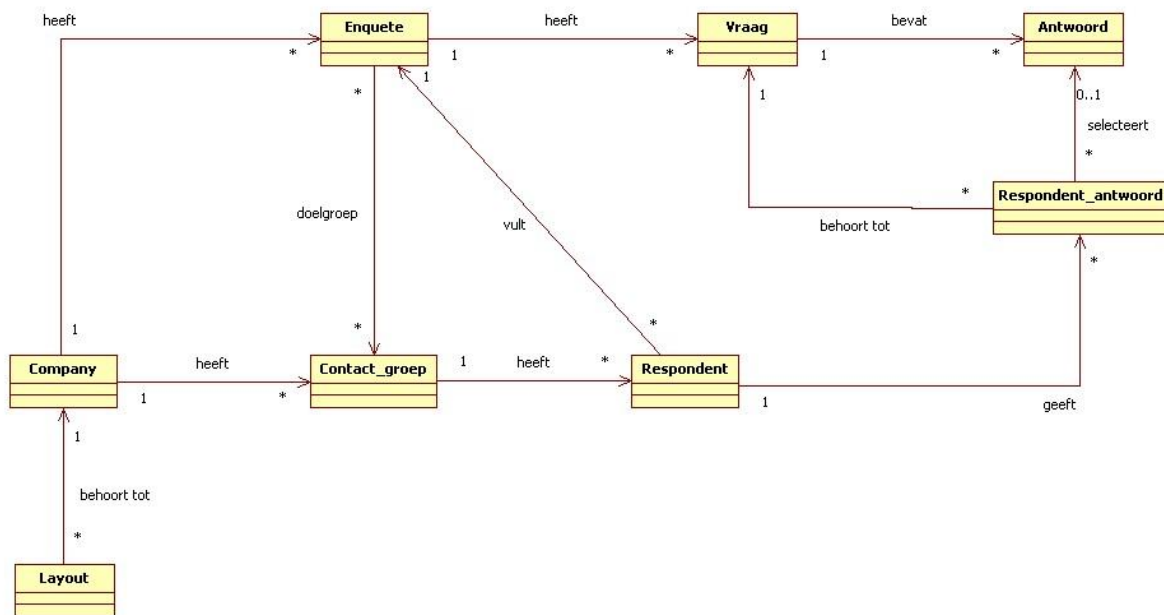 heeft
Enquete
heeft
Vraag
bevat
Antwoord
*
1
*
1
*
1
*
1
0..1
selecteert
*
*
Respondent_antwoord
doelgroep
vult
behoort tot
*
1
*
*
Company
heeft
Contact_groep
1
heeft
*
Respondent
1
*
1
geeft
1
behoort tot
*
Layout